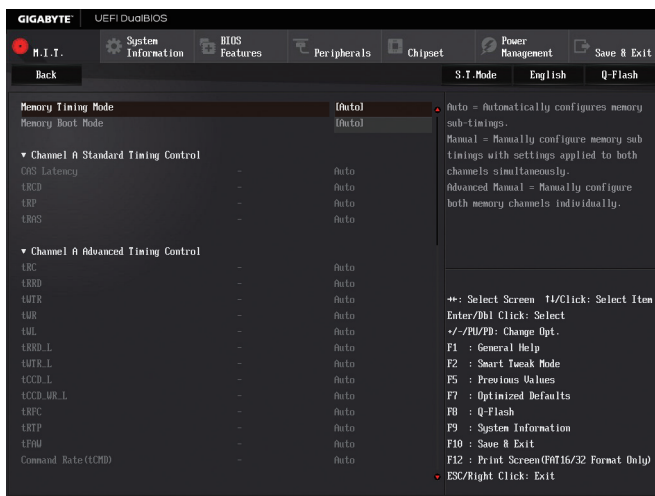 GIGABYTE™ UEFI DualBIOS
M.I.T. System Information BIOS Features Peripherals Chipset Power Management Save & Exit
Back S.T.Mode English Q-Flash
Memory Timing Mode [Auto]
Memory Boot Mode [Auto]
▼ Channel A Standard Timing Control
CAS Latency - Auto
tRCD - Auto
tRP - Auto
tRAS - Auto
▼ Channel A Advanced Timing Control
tRC - Auto
tRRD - Auto
tWTR - Auto
tWR - Auto
tWL - Auto
tRRD_L - Auto
tWTR_L - Auto
tCCD_L - Auto
tCCD_WR_L - Auto
tRFC - Auto
tRTP - Auto
tFAW - Auto
Command Rate(tCMD) - Auto
Auto = Automatically configures memory
sub-timings.
Manual = Manually configure memory sub
timings with settings applied to both
channels simultaneously.
Advanced Manual = Manually configure
both memory channels individually.
→←: Select Screen ↑↓/Click: Select Item
Enter/Dbl Click: Select
+/-/PU/PD: Change Opt.
F1 : General Help
F2 : Smart Tweak Mode
F5 : Previous Values
F7 : Optimized Defaults
F8 : Q-Flash
F9 : System Information
F10 : Save & Exit
F12 : Print Screen(FAT16/32 Format Only)
ESC/Right Click: Exit